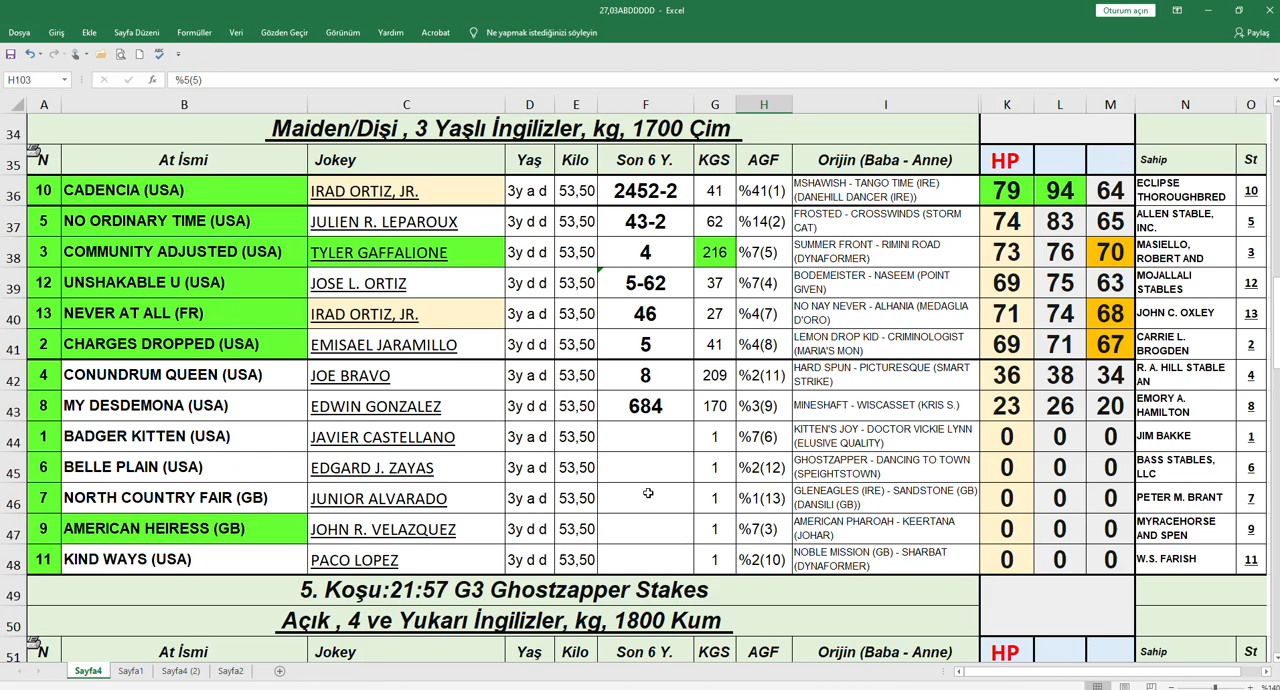 27,03ABDDDDD - Excel
Oturum açın
Dosya Giriş Ekle Sayfa Düzeni Formüller Veri Gözden Geçir Görünüm Yardım Acrobat Ne yapmak istediğinizi söyleyin Paylaş
H103 fx %5(5)
A B C D E F G H I K L M N O
34 Maiden/Dişi , 3 Yaşlı İngilizler, kg, 1700 Çim
35 N At İsmi Jokey Yaş Kilo Son 6 Y. KGS AGF Orijin (Baba - Anne) HP Sahip St
36 10 CADENCIA (USA) IRAD ORTIZ, JR. 3y a d 53,50 2452-2 41 %41(1) MSHAWISH - TANGO TIME (IRE) (DANEHILL DANCER (IRE)) 79 94 64 ECLIPSE THOROUGHBRED 10
37 5 NO ORDINARY TIME (USA) JULIEN R. LEPAROUX 3y d d 53,50 43-2 62 %14(2) FROSTED - CROSSWINDS (STORM CAT) 74 83 65 ALLEN STABLE, INC. 5
38 3 COMMUNITY ADJUSTED (USA) TYLER GAFFALIONE 3y d d 53,50 4 216 %7(5) SUMMER FRONT - RIMINI ROAD (DYNAFORMER) 73 76 70 MASIELLO, ROBERT AND 3
39 12 UNSHAKABLE U (USA) JOSE L. ORTIZ 3y d d 53,50 5-62 37 %7(4) BODEMEISTER - NASEEM (POINT GIVEN) 69 75 63 MOJALLALI STABLES 12
40 13 NEVER AT ALL (FR) IRAD ORTIZ, JR. 3y d d 53,50 46 27 %4(7) NO NAY NEVER - ALHANIA (MEDAGLIA D'ORO) 71 74 68 JOHN C. OXLEY 13
41 2 CHARGES DROPPED (USA) EMISAEL JARAMILLO 3y d d 53,50 5 41 %4(8) LEMON DROP KID - CRIMINOLOGIST (MARIA'S MON) 69 71 67 CARRIE L. BROGDEN 2
42 4 CONUNDRUM QUEEN (USA) JOE BRAVO 3y d d 53,50 8 209 %2(11) HARD SPUN - PICTURESQUE (SMART STRIKE) 36 38 34 R. A. HILL STABLE AN 4
43 8 MY DESDEMONA (USA) EDWIN GONZALEZ 3y d d 53,50 684 170 %3(9) MINESHAFT - WISCASSET (KRIS S.) 23 26 20 EMORY A. HAMILTON 8
44 1 BADGER KITTEN (USA) JAVIER CASTELLANO 3y a d 53,50 1 %7(6) KITTEN'S JOY - DOCTOR VICKIE LYNN (ELUSIVE QUALITY) 0 0 0 JIM BAKKE 1
45 6 BELLE PLAIN (USA) EDGARD J. ZAYAS 3y a d 53,50 1 %2(12) GHOSTZAPPER - DANCING TO TOWN (SPEIGHTSTOWN) 0 0 0 BASS STABLES, LLC 6
46 7 NORTH COUNTRY FAIR (GB) JUNIOR ALVARADO 3y a d 53,50 1 %1(13) GLENEAGLES (IRE) - SANDSTONE (GB) (DANSILI (GB)) 0 0 0 PETER M. BRANT 7
47 9 AMERICAN HEIRESS (GB) JOHN R. VELAZQUEZ 3y d d 53,50 1 %7(3) AMERICAN PHAROAH - KEERTANA (JOHAR) 0 0 0 MYRACEHORSE AND SPEN 9
48 11 KIND WAYS (USA) PACO LOPEZ 3y d d 53,50 1 %2(10) NOBLE MISSION (GB) - SHARBAT (DYNAFORMER) 0 0 0 W.S. FARISH 11
49 5. Koşu:21:57 G3 Ghostzapper Stakes
50 Açık , 4 ve Yukarı İngilizler, kg, 1800 Kum
51 N At İsmi Jokey Yaş Kilo Son 6 Y. KGS AGF Orijin (Baba - Anne) HP Sahip St
Sayfa4 Sayfa1 Sayfa4 (2) Sayfa2
%140